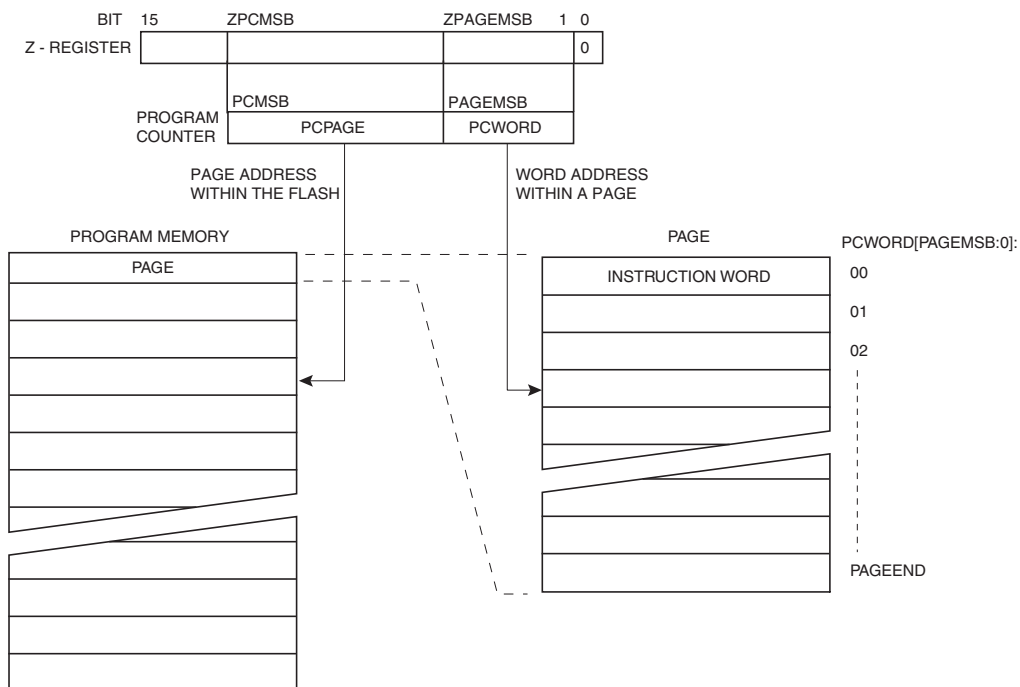 BIT 15 ZPCMSB ZPAGEMSB 1 0
Z - REGISTER 0
PCMSB PAGEMSB
PROGRAM
COUNTER
PCPAGE PCWORD
PAGE ADDRESS
WITHIN THE FLASH
WORD ADDRESS
WITHIN A PAGE
PROGRAM MEMORY
PAGE
PAGE
INSTRUCTION WORD
PCWORD[PAGEMSB:0]:
00
01
02
PAGEEND